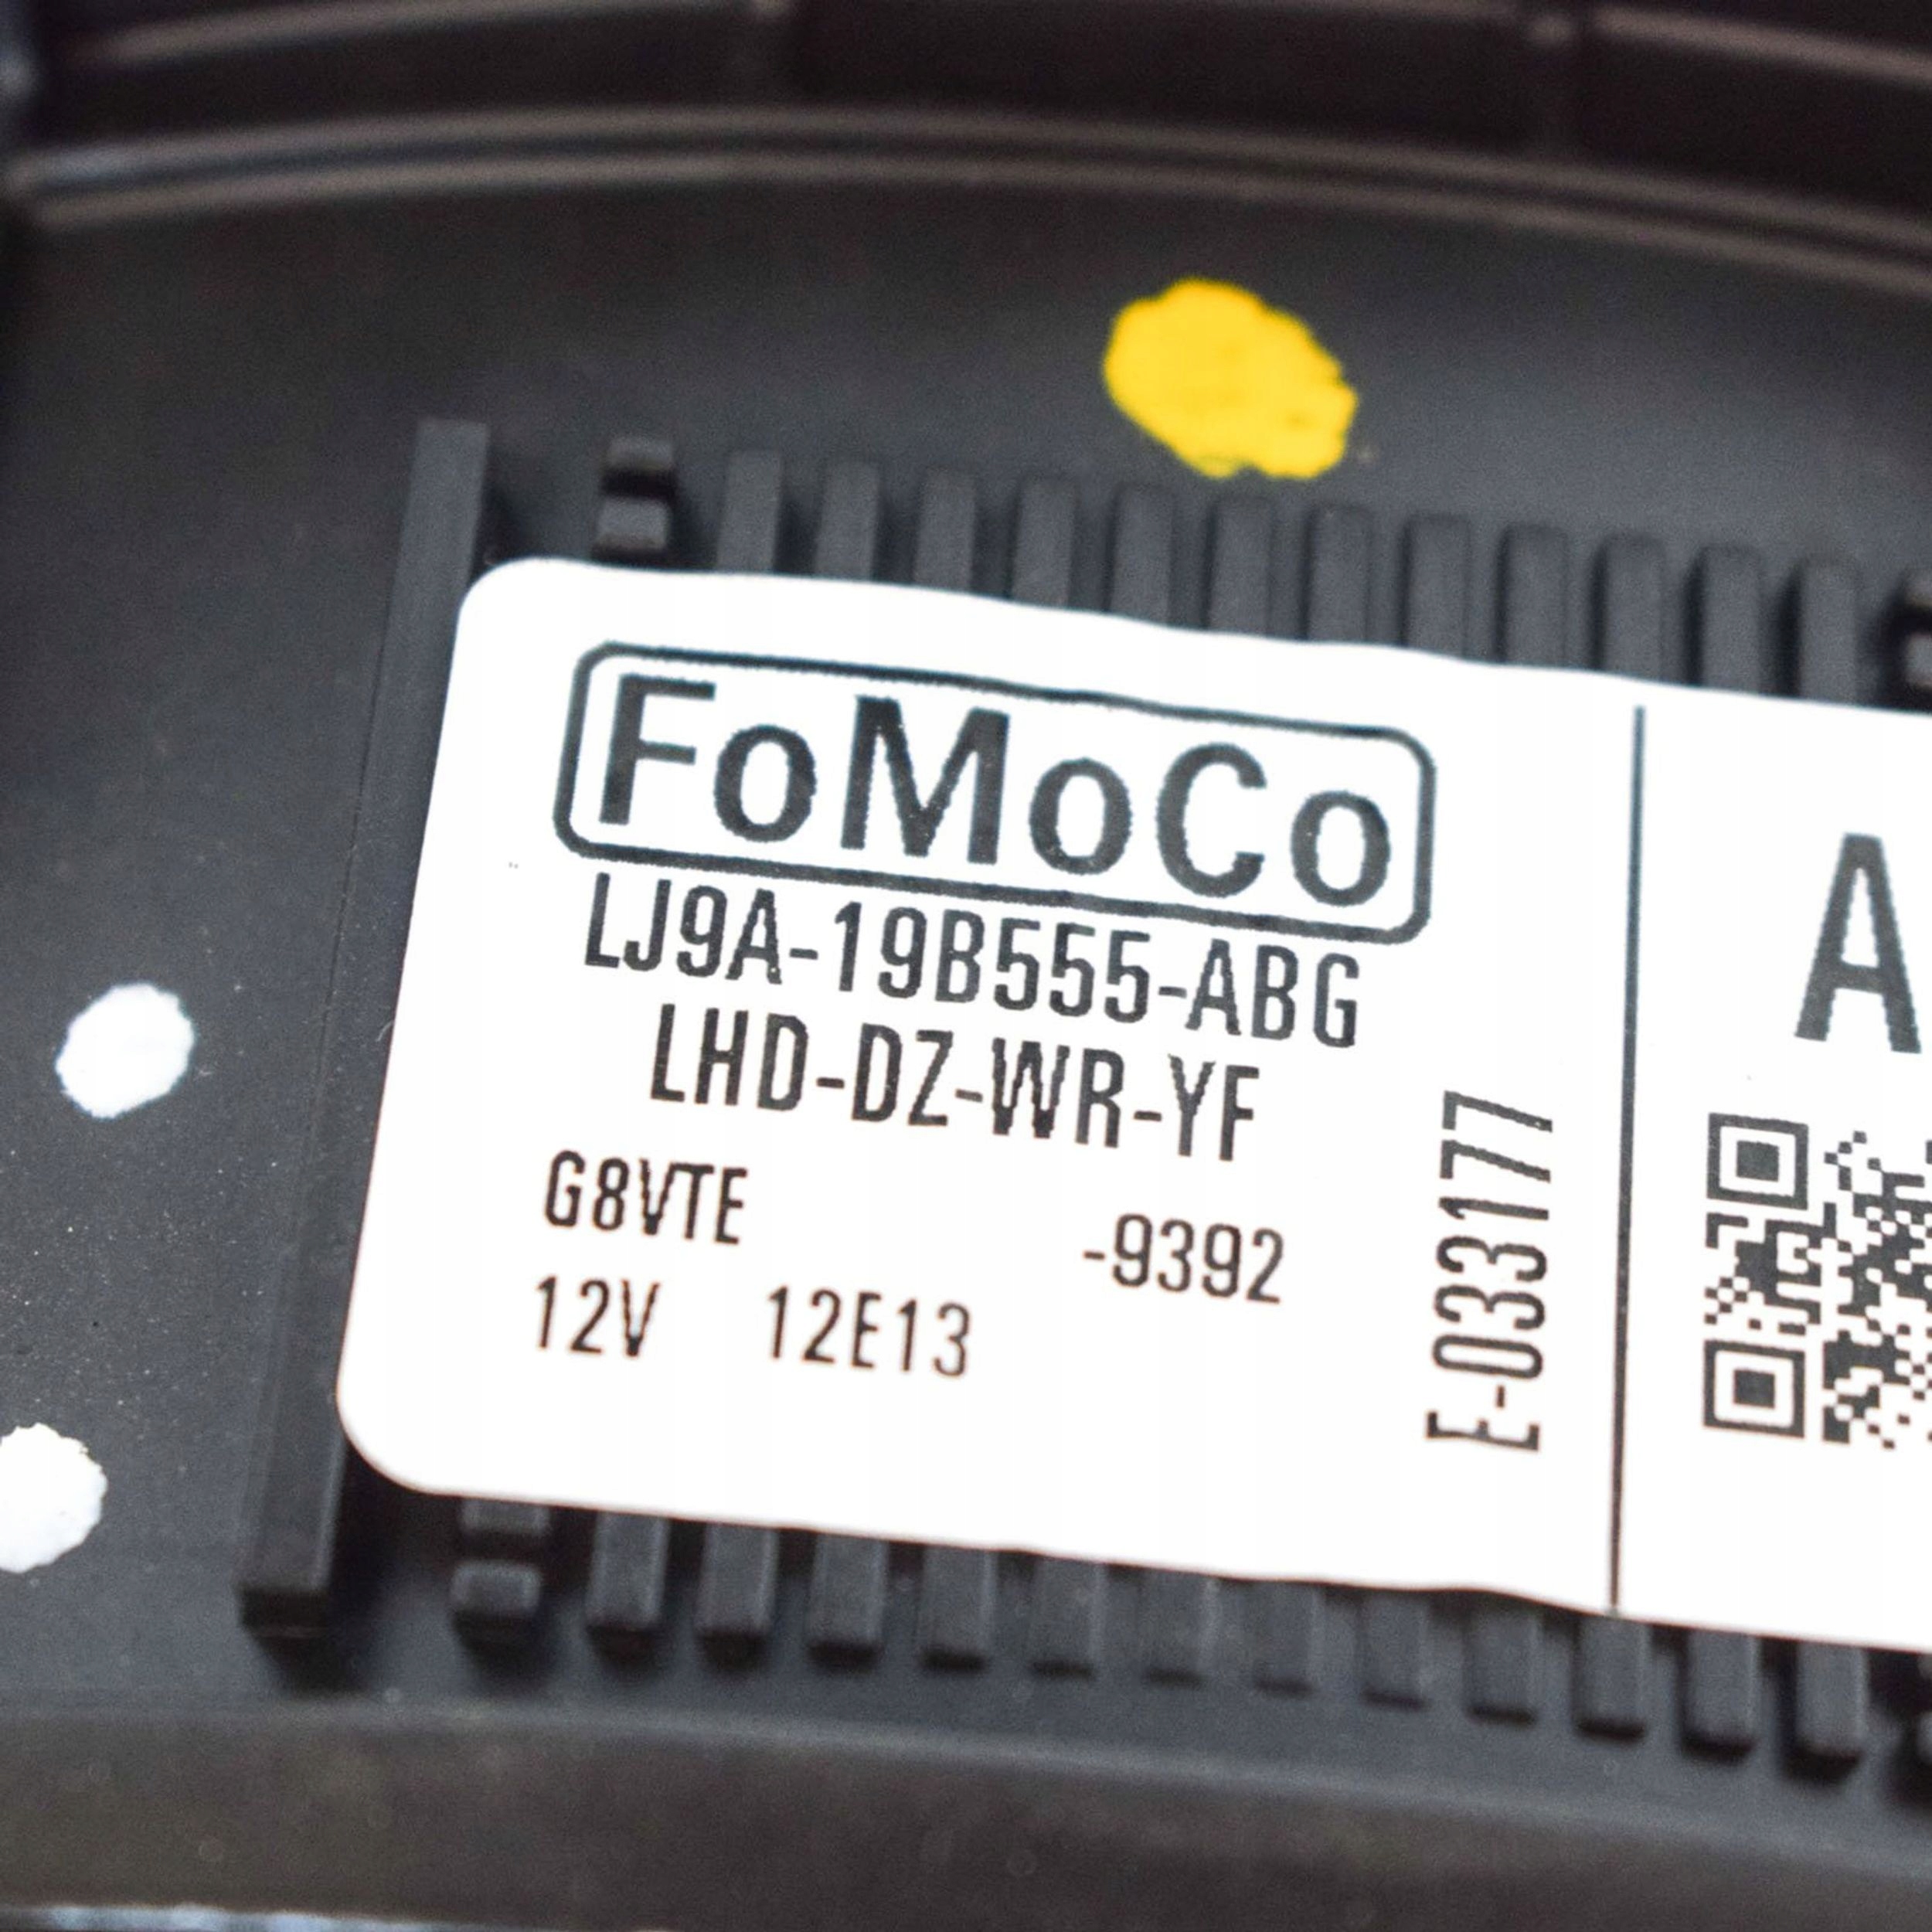 FoMoCo
LJ9A-19B555-ABG
LHD-DZ-WR-YF
G8VTE -9392
12V 12E13
E-033177
A